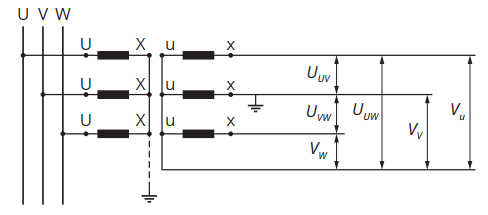 U V W
U X u x
U_UV
U X u x
U_VW U_UW V_V V_u
U X u x
V_W